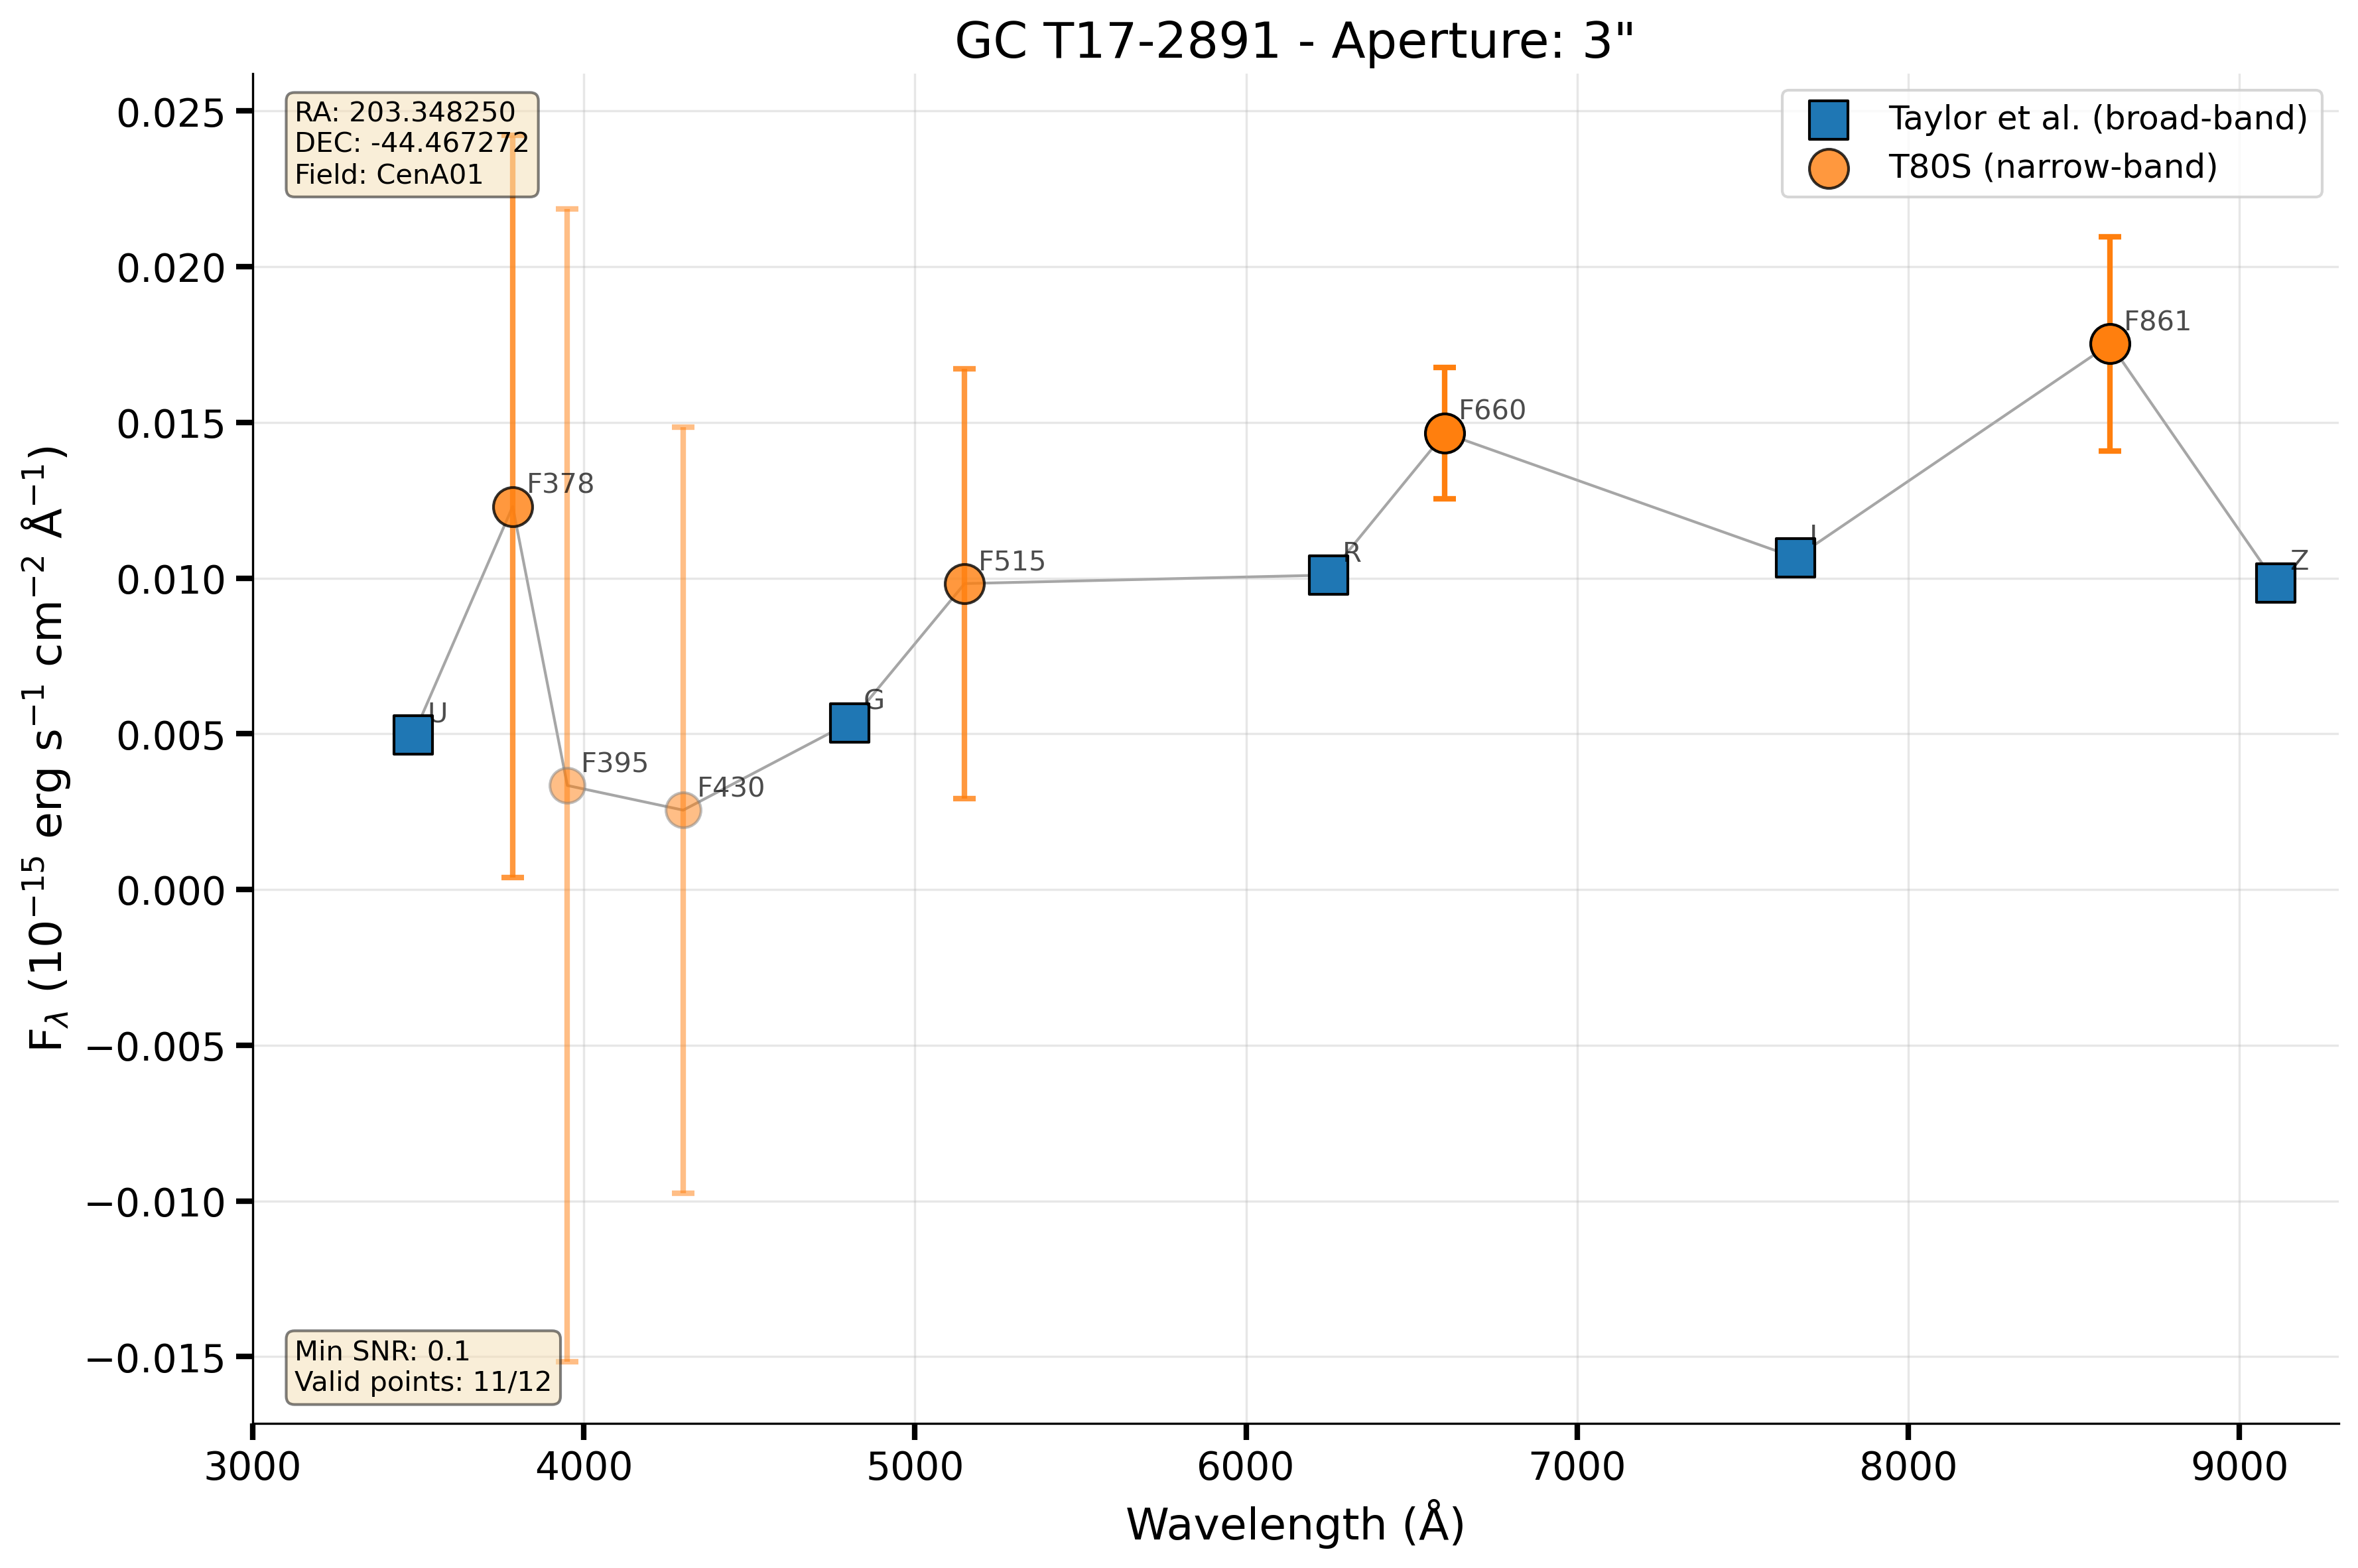 GC T17-2891 - Aperture: 3"
RA: 203.348250
DEC: -44.467272
Field: CenA01
Taylor et al. (broad-band)
T80S (narrow-band)
0.025
0.020
0.015
0.010
0.005
0.000
−0.005
−0.010
−0.015
F_λ (10⁻¹⁵ erg s⁻¹ cm⁻² Å⁻¹)
U
F378
F395
F430
G
F515
R
F660
I
F861
Z
Min SNR: 0.1
Valid points: 11/12
3000 4000 5000 6000 7000 8000 9000
Wavelength (Å)